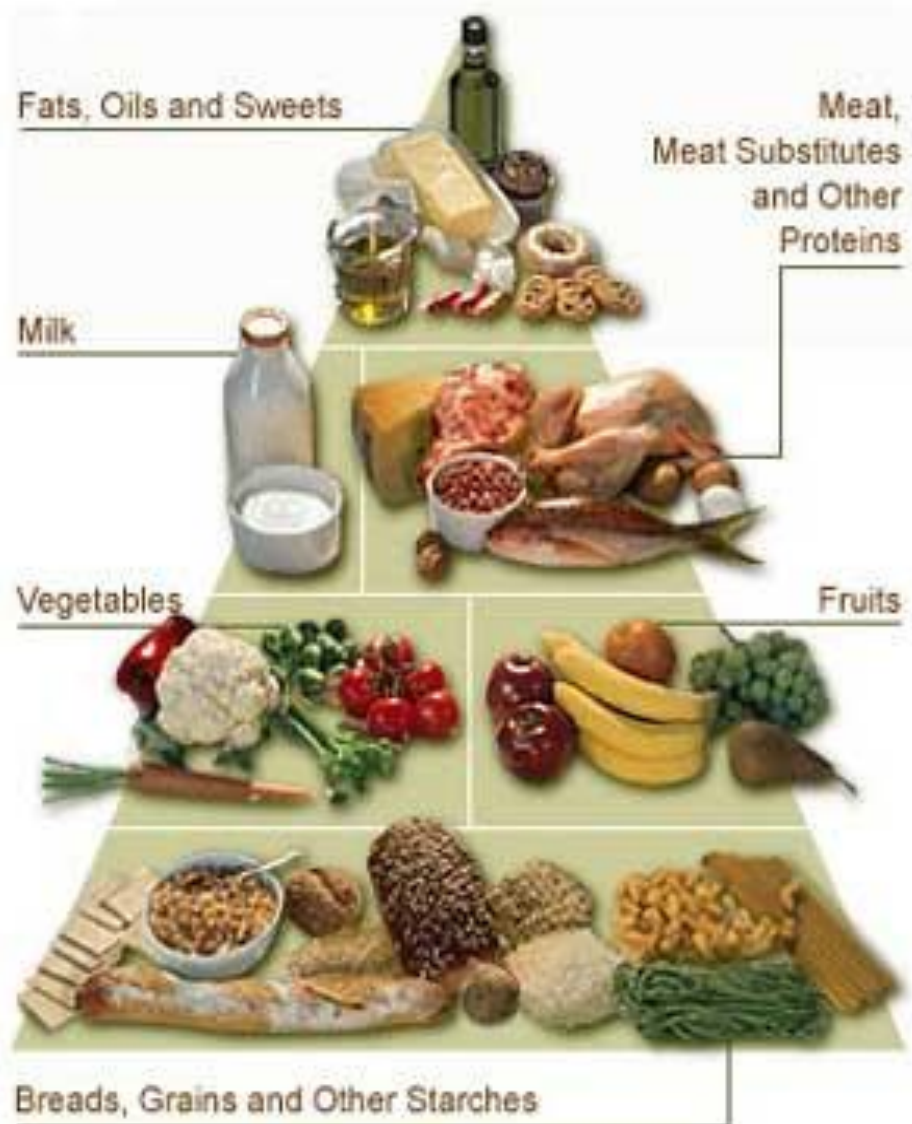 Fats, Oils and Sweets
Meat,
Meat Substitutes
and Other
Proteins
Milk
Vegetables
Fruits
Breads, Grains and Other Starches